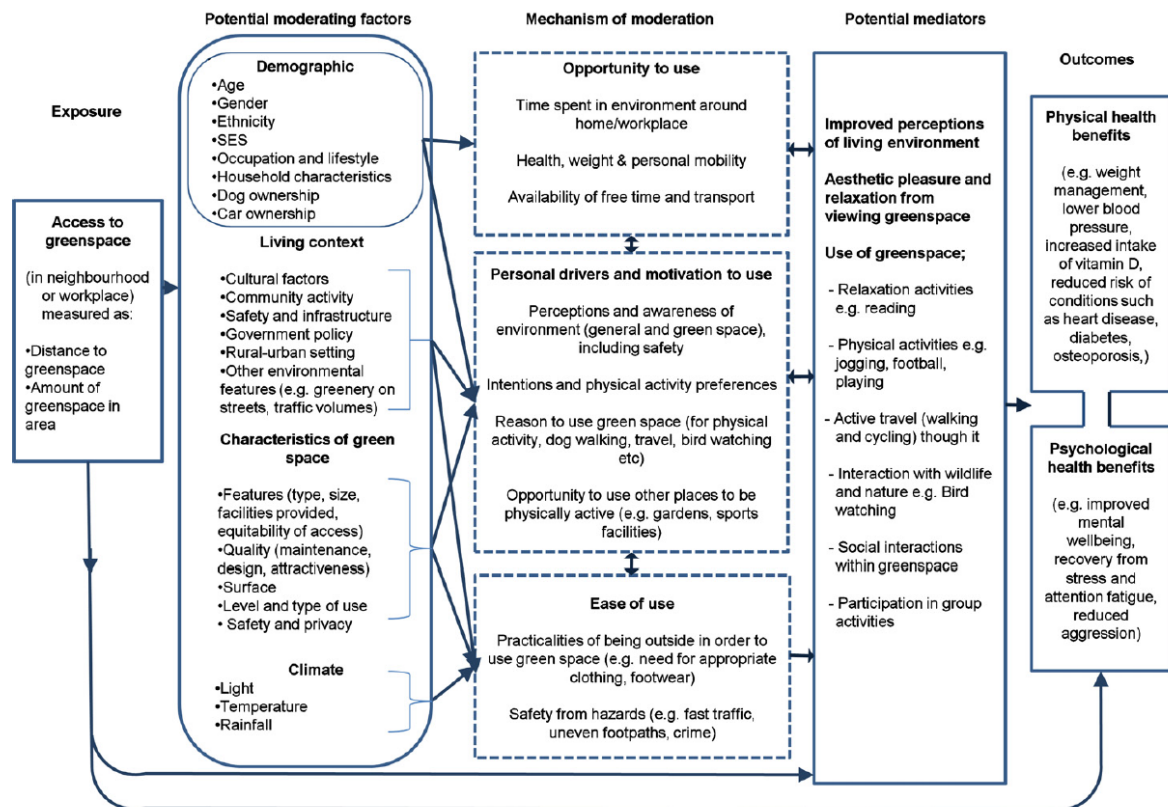 Exposure
Access to
greenspace
(in neighbourhood
or workplace)
measured as:
•Distance to
greenspace
•Amount of
greenspace in
area
Potential moderating factors
Demographic
•Age
•Gender
•Ethnicity
•SES
•Occupation and lifestyle
•Household characteristics
•Dog ownership
•Car ownership
Living context
•Cultural factors
•Community activity
•Safety and infrastructure
•Government policy
•Rural-urban setting
•Other environmental
features (e.g. greenery on
streets, traffic volumes)
Characteristics of green
space
•Features (type, size,
facilities provided,
equitability of access)
•Quality (maintenance,
design, attractiveness)
•Surface
•Level and type of use
• Safety and privacy
Climate
•Light
•Temperature
•Rainfall
Mechanism of moderation
Opportunity to use
Time spent in environment around
home/workplace
Health, weight & personal mobility
Availability of free time and transport
Personal drivers and motivation to use
Perceptions and awareness of
environment (general and green space),
including safety
Intentions and physical activity preferences
Reason to use green space (for physical
activity, dog walking, travel, bird watching
etc)
Opportunity to use other places to be
physically active (e.g. gardens, sports
facilities)
Ease of use
Practicalities of being outside in order to
use green space (e.g. need for appropriate
clothing, footwear)
Safety from hazards (e.g. fast traffic,
uneven footpaths, crime)
Potential mediators
Improved perceptions
of living environment
Aesthetic pleasure and
relaxation from
viewing greenspace
Use of greenspace;
- Relaxation activities
e.g. reading
- Physical activities e.g.
jogging, football,
playing
- Active travel (walking
and cycling) though it
- Interaction with wildlife
and nature e.g. Bird
watching
- Social interactions
within greenspace
- Participation in group
activities
Outcomes
Physical health
benefits
(e.g. weight
management,
lower blood
pressure,
increased intake
of vitamin D,
reduced risk of
conditions such
as heart disease,
diabetes,
osteoporosis,)
Psychological
health benefits
(e.g. improved
mental
wellbeing,
recovery from
stress and
attention fatigue,
reduced
aggression)